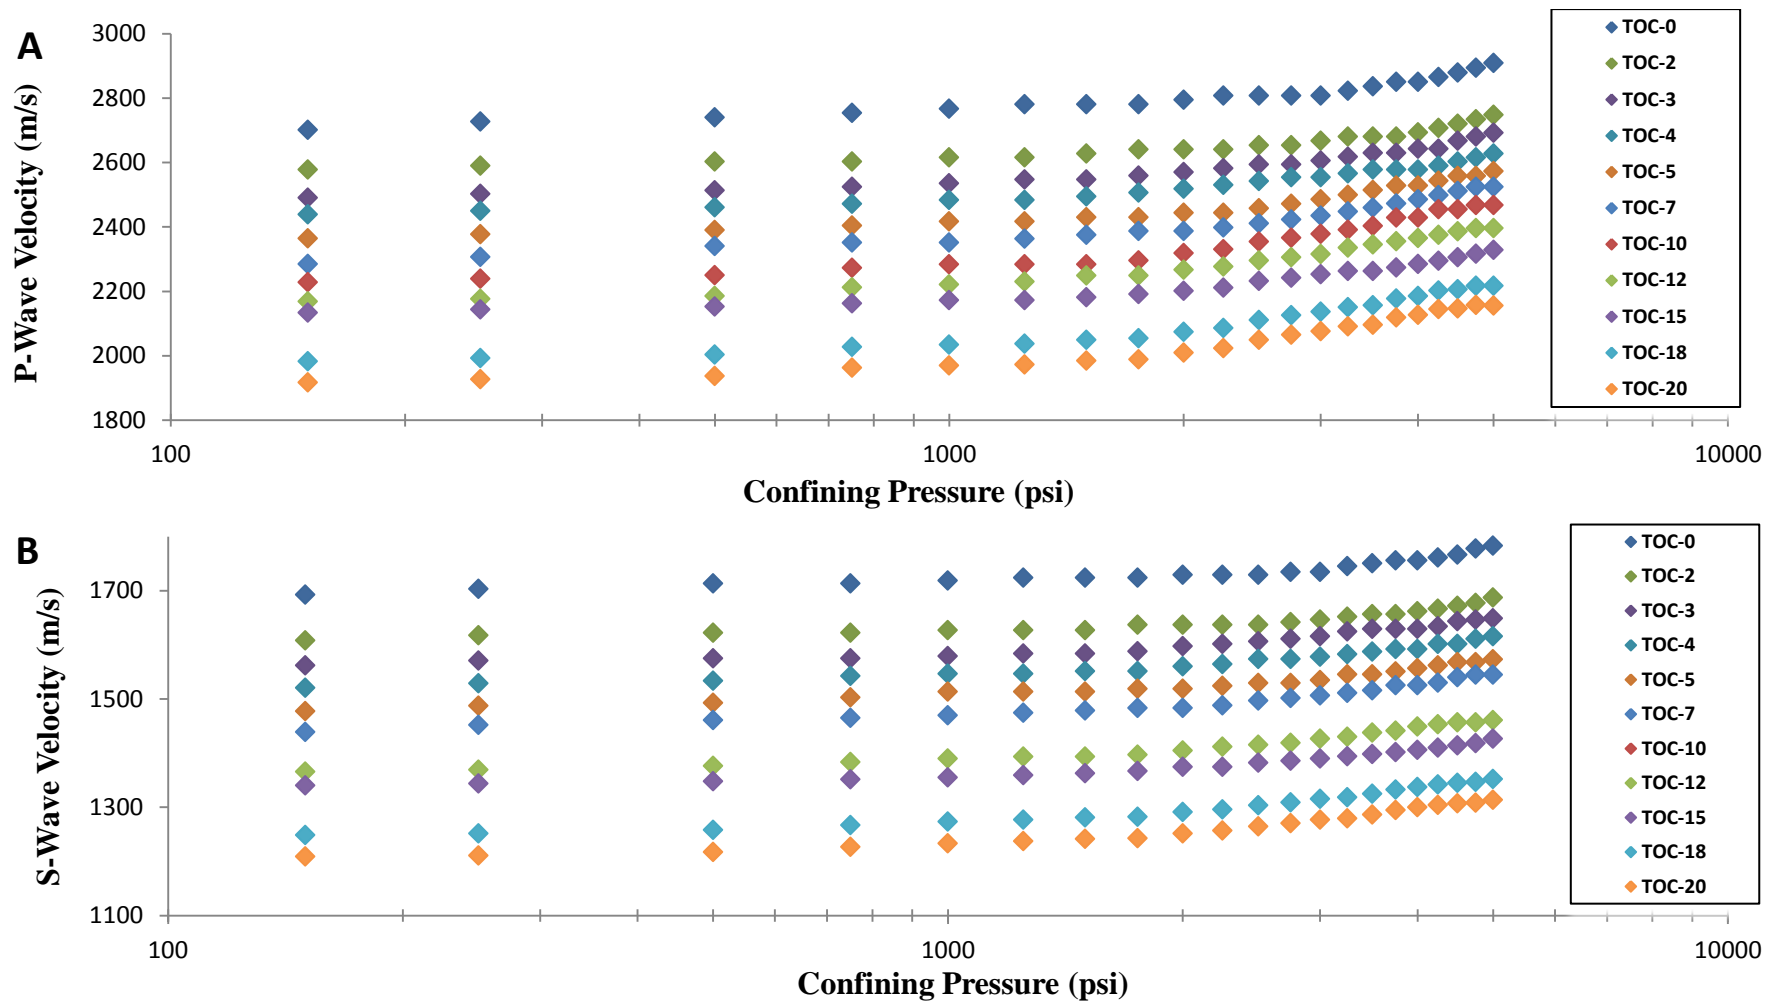 A
3000
2800
2600
2400
2200
2000
1800
P-Wave Velocity (m/s)
100
1000
10000
Confining Pressure (psi)
TOC-0
TOC-2
TOC-3
TOC-4
TOC-5
TOC-7
TOC-10
TOC-12
TOC-15
TOC-18
TOC-20
B
1700
1500
1300
1100
S-Wave Velocity (m/s)
100
1000
10000
Confining Pressure (psi)
TOC-0
TOC-2
TOC-3
TOC-4
TOC-5
TOC-7
TOC-10
TOC-12
TOC-15
TOC-18
TOC-20